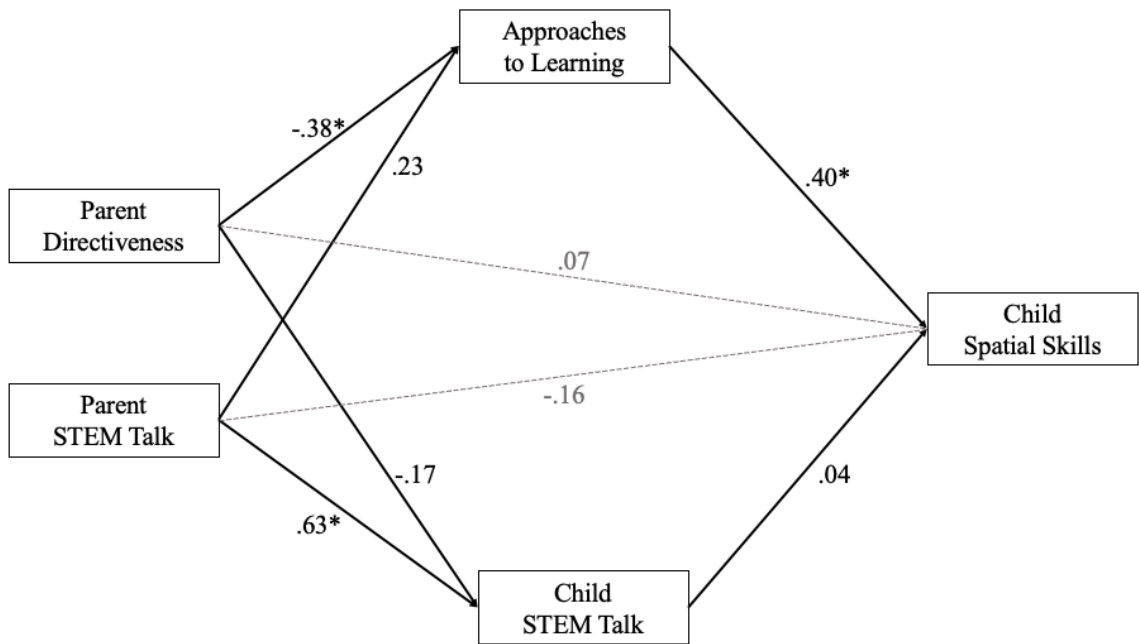 Approaches
to Learning
-.38*
.23
.40*
Parent
Directiveness
.07
Child
Spatial Skills
-.16
Parent
STEM Talk
-.17
.04
.63*
Child
STEM Talk